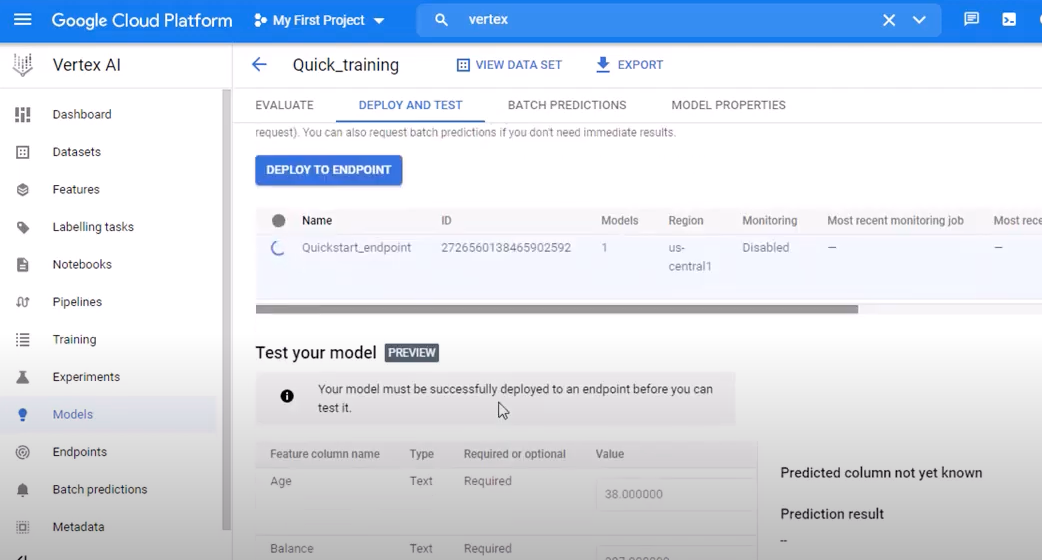 Google Cloud Platform
My First Project
vertex
Vertex AI
Quick_training
VIEW DATA SET
EXPORT
EVALUATE
DEPLOY AND TEST
BATCH PREDICTIONS
MODEL PROPERTIES
Dashboard
Datasets
Features
Labelling tasks
Notebooks
Pipelines
Training
Experiments
Models
Endpoints
Batch predictions
Metadata
request). You can also request batch predictions if you don't need immediate results.
DEPLOY TO ENDPOINT
Name ID Models Region Monitoring Most recent monitoring job Most rece
Quickstart_endpoint 2726560138465902592 1 us- Disabled — —
central1
Test your model PREVIEW
Your model must be successfully deployed to an endpoint before you can
test it.
Feature column name Type Required or optional Value
Age Text Required
38.000000
Balance Text Required
Predicted column not yet known
Prediction result
--